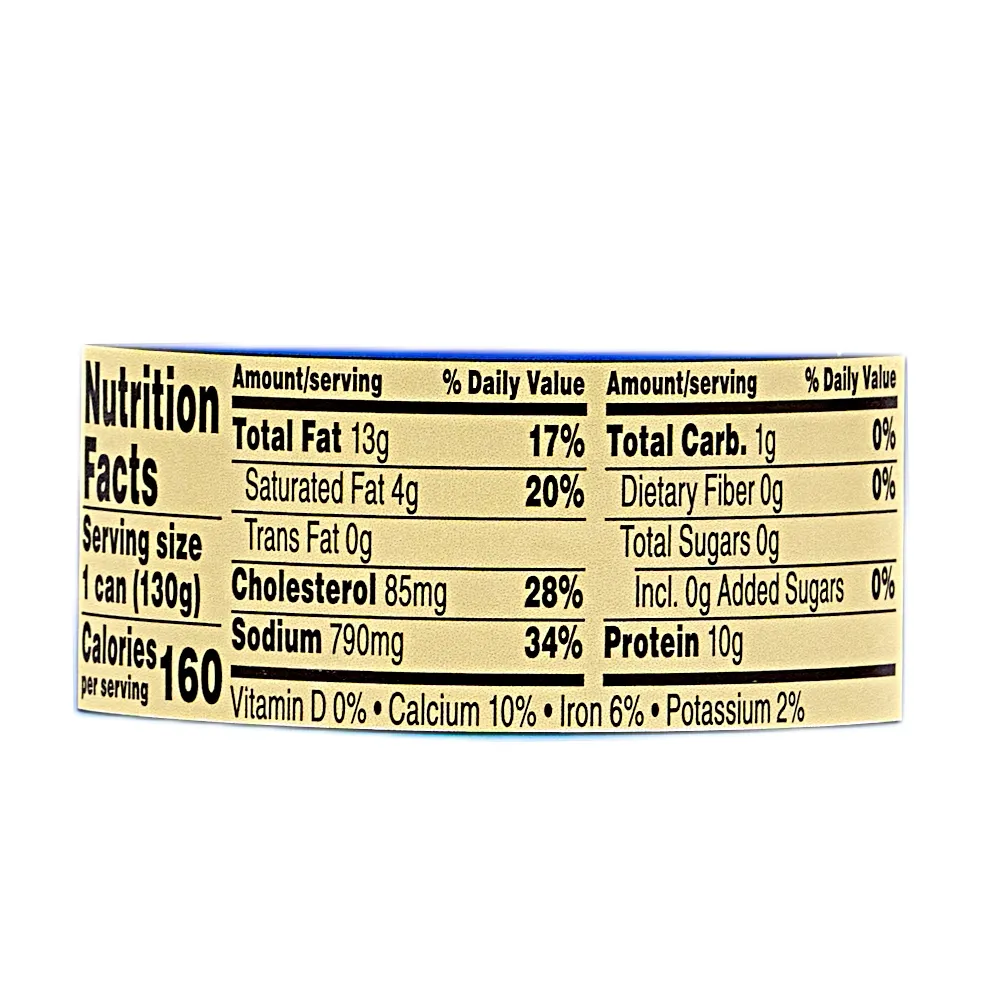 Nutrition
Facts
Serving size
1 can (130g)
Calories 160
per serving
Amount/serving % Daily Value
Total Fat 13g 17%
Saturated Fat 4g 20%
Trans Fat 0g
Cholesterol 85mg 28%
Sodium 790mg 34%
Amount/serving % Daily Value
Total Carb. 1g 0%
Dietary Fiber 0g 0%
Total Sugars 0g
Incl. 0g Added Sugars 0%
Protein 10g
Vitamin D 0% • Calcium 10% • Iron 6% • Potassium 2%